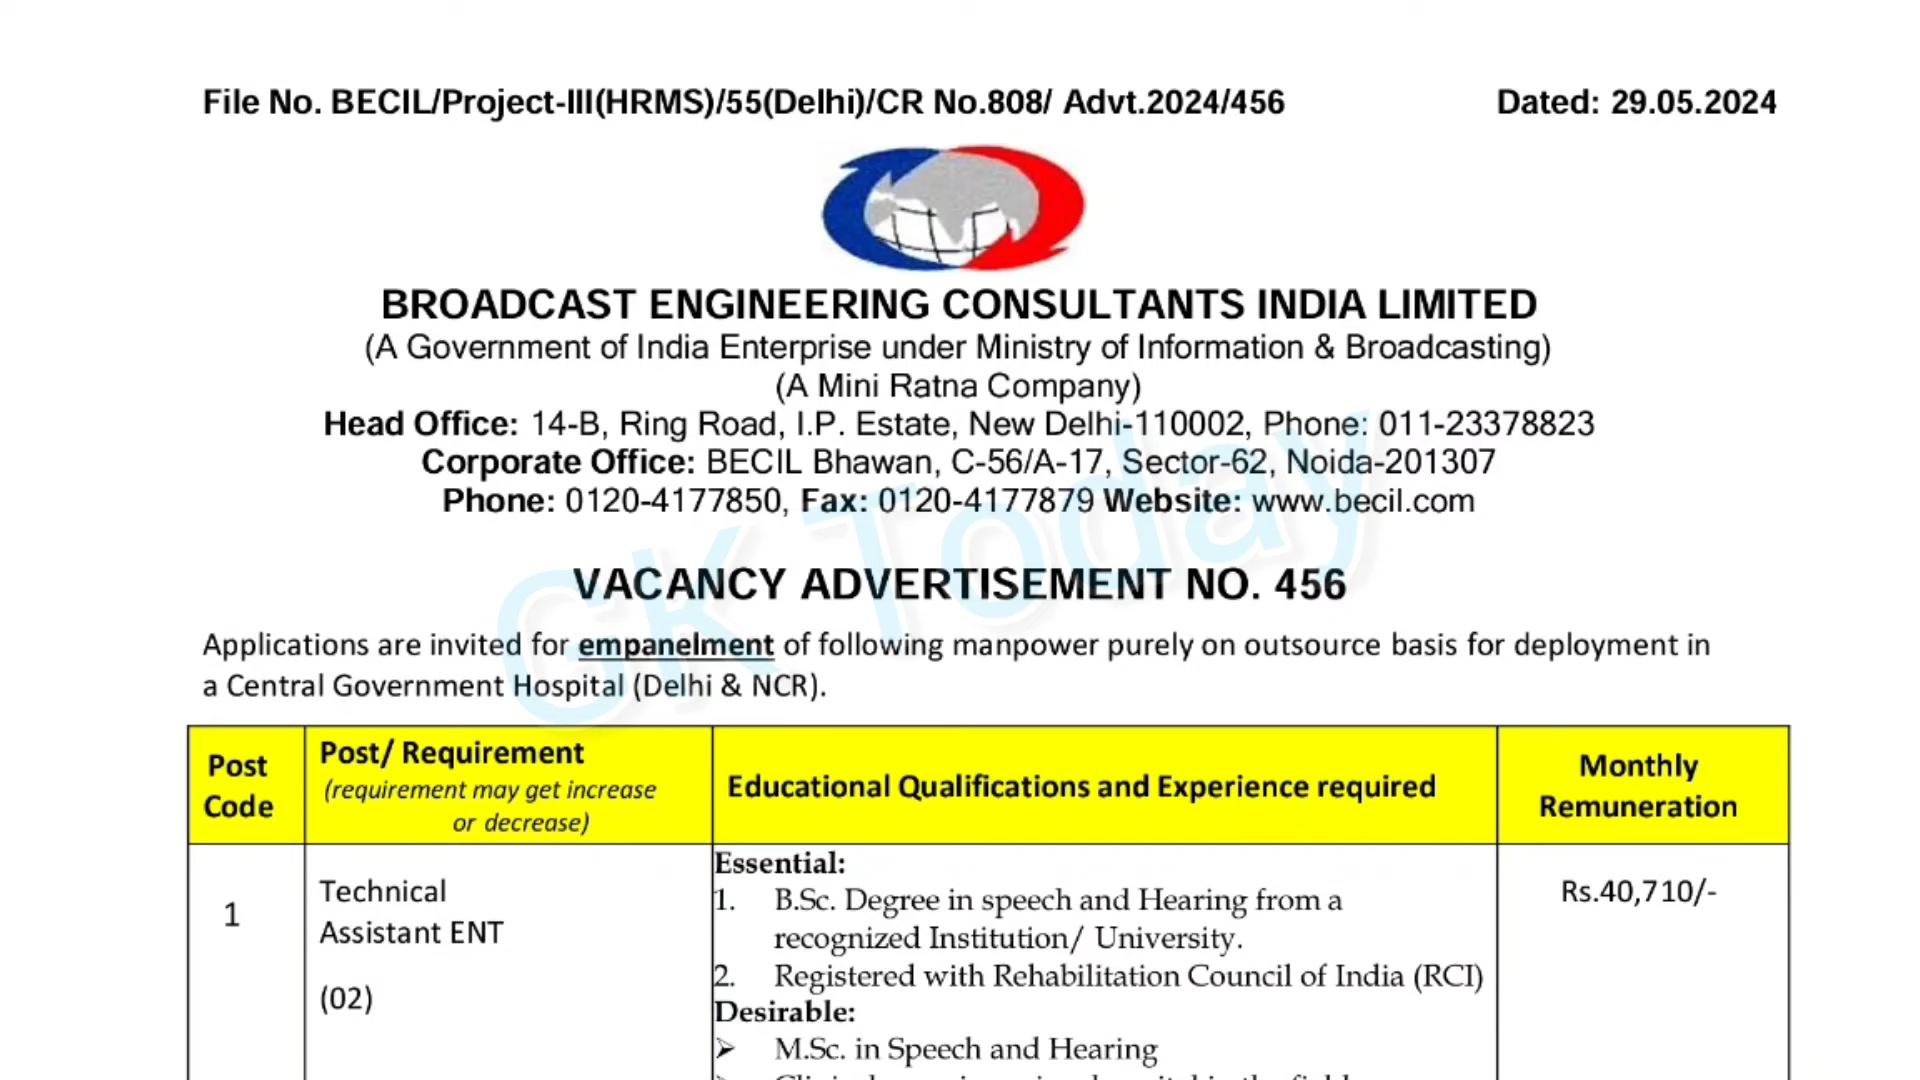 File No. BECIL/Project-III(HRMS)/55(Delhi)/CR No.808/ Advt.2024/456 Dated: 29.05.2024
BROADCAST ENGINEERING CONSULTANTS INDIA LIMITED
(A Government of India Enterprise under Ministry of Information & Broadcasting)
(A Mini Ratna Company)
Head Office: 14-B, Ring Road, I.P. Estate, New Delhi-110002, Phone: 011-23378823
Corporate Office: BECIL Bhawan, C-56/A-17, Sector-62, Noida-201307
Phone: 0120-4177850, Fax: 0120-4177879 Website: www.becil.com
GK Today
VACANCY ADVERTISEMENT NO. 456
Applications are invited for empanelment of following manpower purely on outsource basis for deployment in
a Central Government Hospital (Delhi & NCR).
Post
Code
Post/ Requirement
(requirement may get increase
or decrease)
Educational Qualifications and Experience required
Monthly
Remuneration
1
Technical
Assistant ENT
(02)
Essential:
1. B.Sc. Degree in speech and Hearing from a
recognized Institution/ University.
2. Registered with Rehabilitation Council of India (RCI)
Desirable:
➢ M.Sc. in Speech and Hearing
Rs.40,710/-